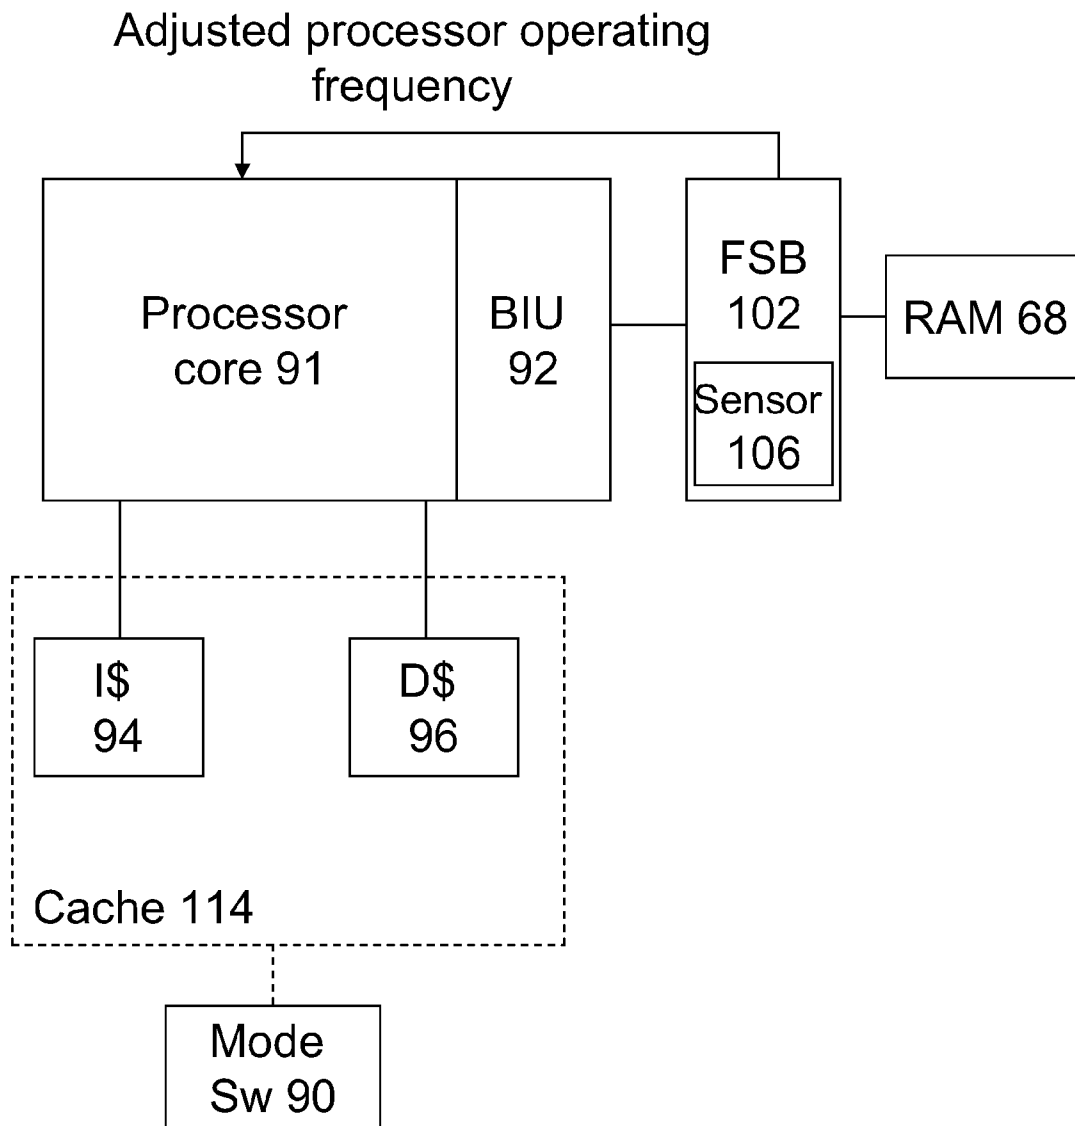 Adjusted processor operating
frequency
Processor
core 91
BIU
92
FSB
102
Sensor
106
RAM 68
I$
94
D$
96
Cache 114
Mode
Sw 90